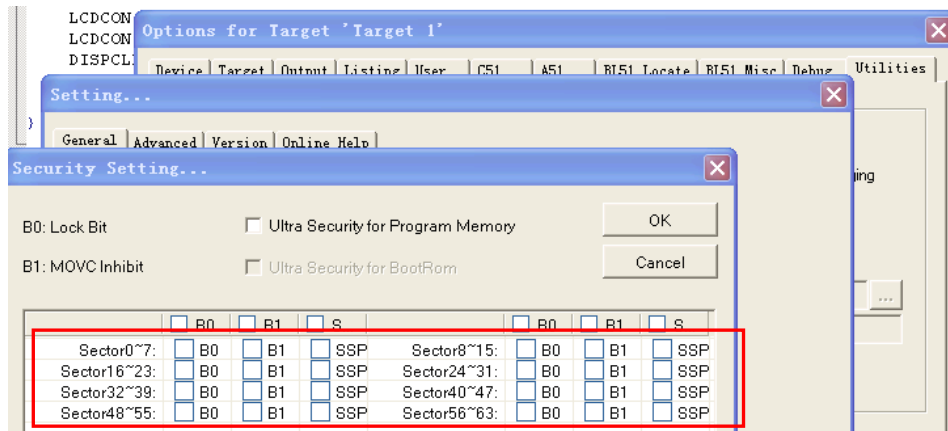 LCDCON
LCDCON
DISPCL
Options for Target 'Target 1'
Device Target Output Listing User C51 A51 BL51 Locate BL51 Misc Debug Utilities
Setting...
}
General Advanced Version Online Help
Security Setting...
ging
B0: Lock Bit Ultra Security for Program Memory OK
B1: MOVC Inhibit Ultra Security for BootRom Cancel
...
B0 B1 S B0 B1 S
Sector0~7: B0 B1 SSP Sector8~15: B0 B1 SSP
Sector16~23: B0 B1 SSP Sector24~31: B0 B1 SSP
Sector32~39: B0 B1 SSP Sector40~47: B0 B1 SSP
Sector48~55: B0 B1 SSP Sector56~63: B0 B1 SSP